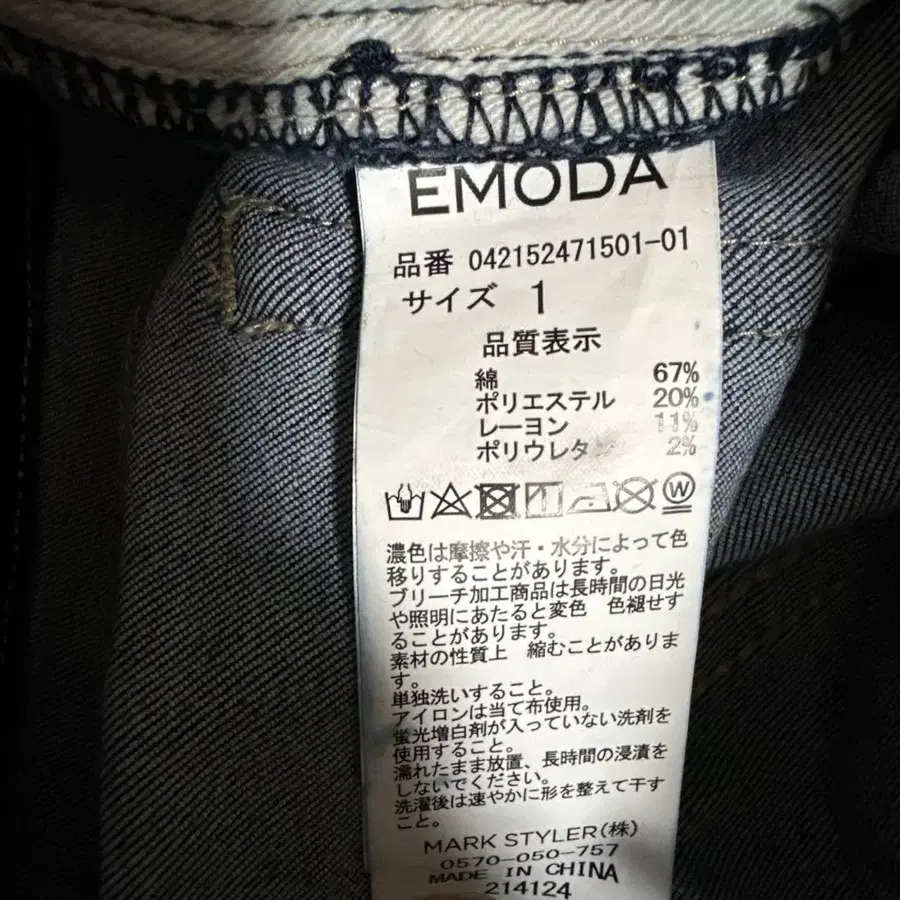 EMODA
品番 042152471501-01
サイズ 1
品質表示
綿 67%
ポリエステル 20%
レーヨン 11%
ポリウレタン 2%
W
濃色は摩擦や汗・水分によって色
移りすることがあります。
ブリーチ加工商品は長時間の日光
や照明にあたると変色　色褪せす
ることがあります。
素材の性質上　縮むことがありま
す。
単独洗いすること。
アイロンは当て布使用。
蛍光増白剤が入っていない洗剤を
使用すること。
濡れたまま放置、長時間の浸漬を
しないでください。
洗濯後は速やかに形を整えて干す
こと。
MARK STYLER(株)
0570-050-757
MADE IN CHINA
214124